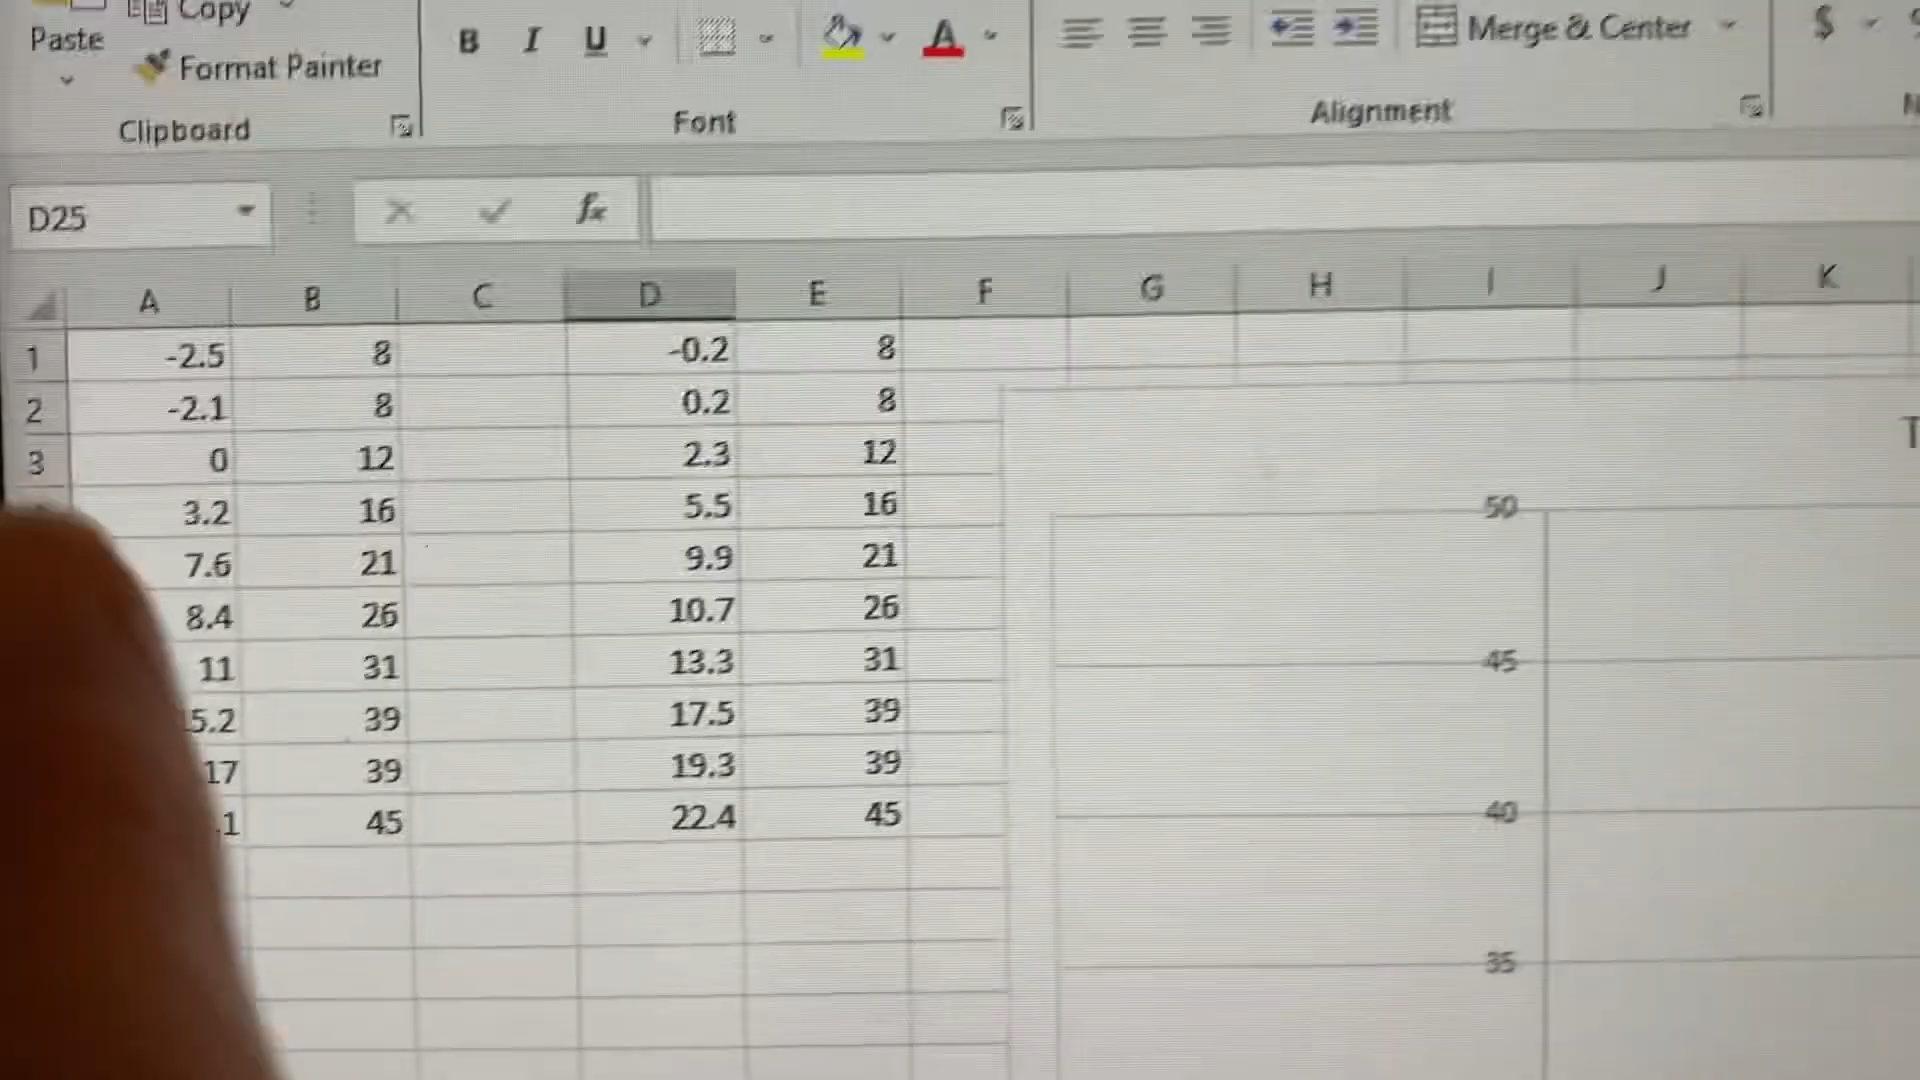 Copy
Paste
Format Painter
B I U A
Merge & Center
$
Clipboard
Font
Alignment
D25
fx
A B C D E F G H I J K
1 -2.5 8 -0.2 8
2 -2.1 8 0.2 8
3 0 12 2.3 12
3.2 16 5.5 16
7.6 21 9.9 21
8.4 26 10.7 26
11 31 13.3 31
5.2 39 17.5 39
17 39 19.3 39
.1 45 22.4 45
50
45
40
35